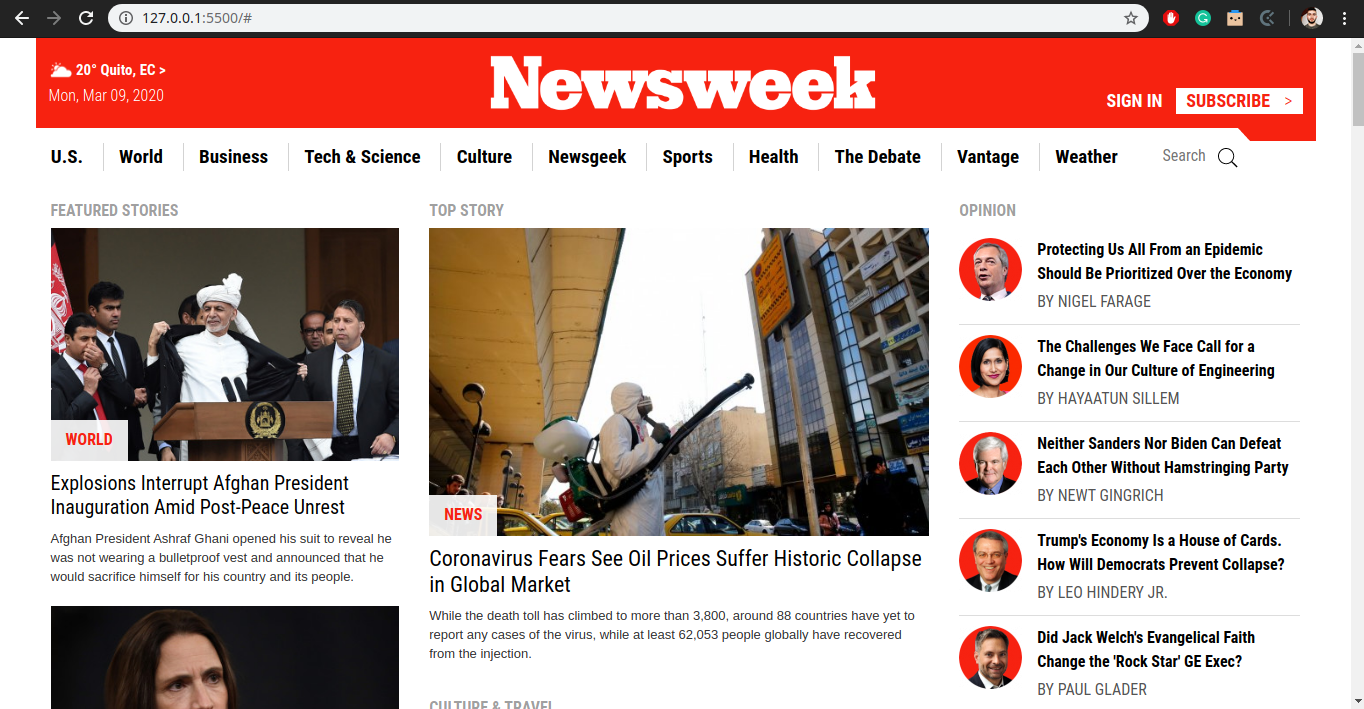 127.0.0.1:5500/#
20° Quito, EC >
Mon, Mar 09, 2020
Newsweek
SIGN IN
SUBSCRIBE >
U.S. World Business Tech & Science Culture Newsgeek Sports Health The Debate Vantage Weather Search
FEATURED STORIES
WORLD
Explosions Interrupt Afghan President
Inauguration Amid Post-Peace Unrest
Afghan President Ashraf Ghani opened his suit to reveal he
was not wearing a bulletproof vest and announced that he
would sacrifice himself for his country and its people.
TOP STORY
NEWS
Coronavirus Fears See Oil Prices Suffer Historic Collapse
in Global Market
While the death toll has climbed to more than 3,800, around 88 countries have yet to
report any cases of the virus, while at least 62,053 people globally have recovered
from the injection.
CULTURE & TRAVEL
OPINION
Protecting Us All From an Epidemic
Should Be Prioritized Over the Economy
BY NIGEL FARAGE
The Challenges We Face Call for a
Change in Our Culture of Engineering
BY HAYAATUN SILLEM
Neither Sanders Nor Biden Can Defeat
Each Other Without Hamstringing Party
BY NEWT GINGRICH
Trump's Economy Is a House of Cards.
How Will Democrats Prevent Collapse?
BY LEO HINDERY JR.
Did Jack Welch's Evangelical Faith
Change the 'Rock Star' GE Exec?
BY PAUL GLADER